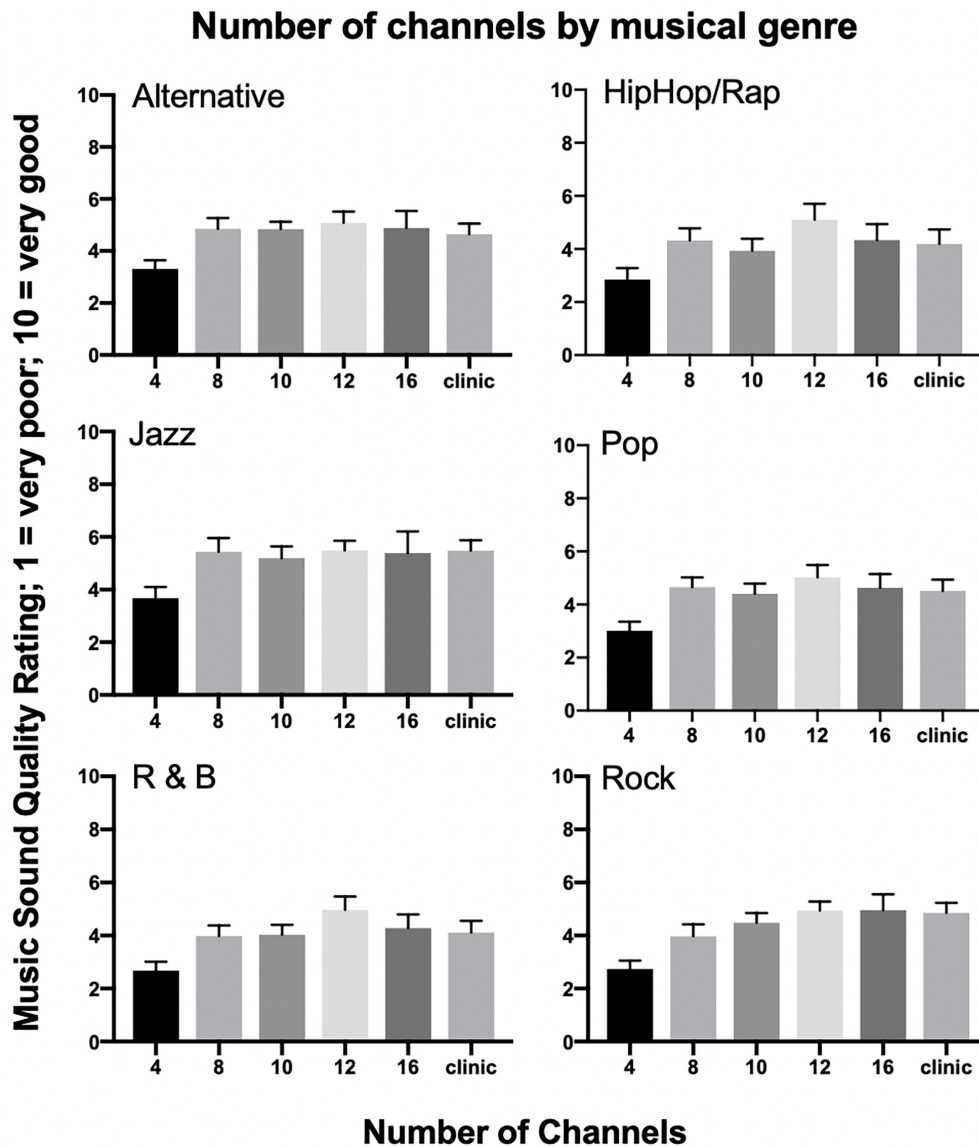 Number of channels by musical genre
Music Sound Quality Rating; 1 = very poor; 10 = very good
Alternative
10
8
6
4
2
0
4 8 10 12 16 clinic
HipHop/Rap
10
8
6
4
2
0
4 8 10 12 16 clinic
Jazz
10
8
6
4
2
0
4 8 10 12 16 clinic
Pop
10
8
6
4
2
0
4 8 10 12 16 clinic
R & B
10
8
6
4
2
0
4 8 10 12 16 clinic
Rock
10
8
6
4
2
0
4 8 10 12 16 clinic
Number of Channels